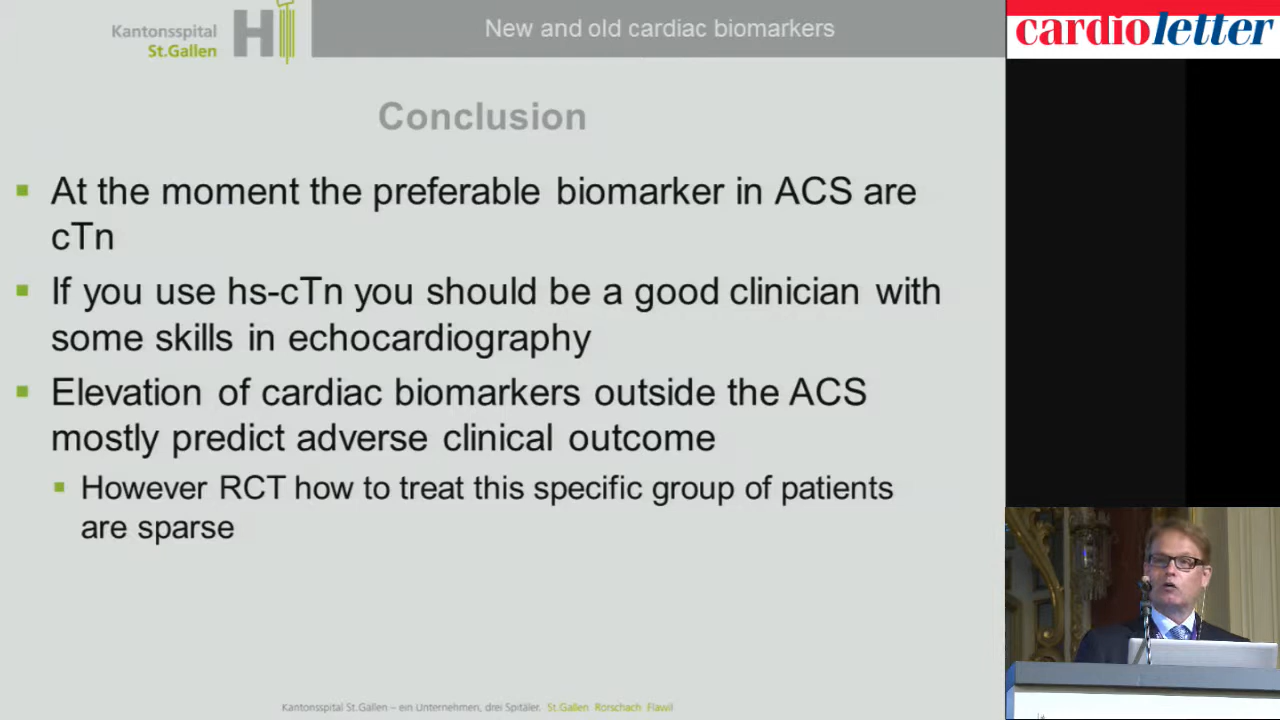 Kantonsspital
St.Gallen
New and old cardiac biomarkers
cardioletter
Conclusion
At the moment the preferable biomarker in ACS are
cTn
If you use hs-cTn you should be a good clinician with
some skills in echocardiography
Elevation of cardiac biomarkers outside the ACS
mostly predict adverse clinical outcome
However RCT how to treat this specific group of patients
are sparse
Kantonsspital St.Gallen – ein Unternehmen, drei Spitäler. St.Gallen Rorschach Flawil